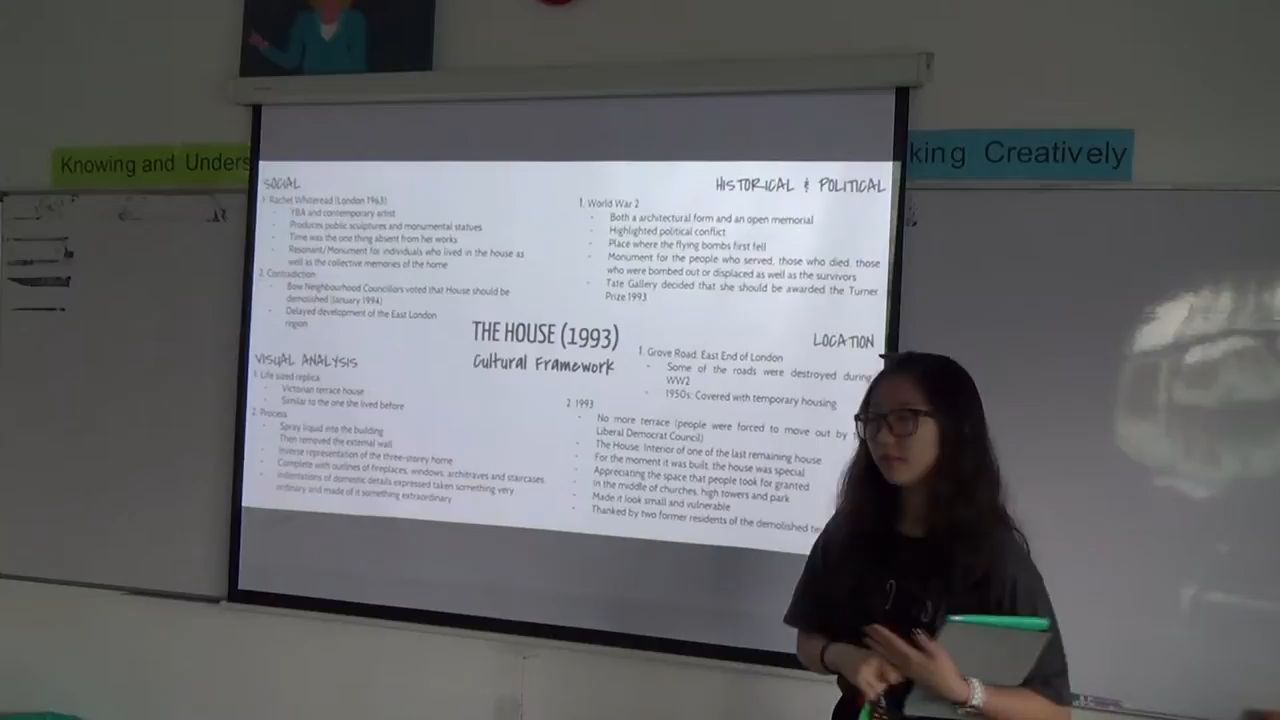 Knowing and Unders
king Creatively
SOCIAL
1. Rachel Whiteread (London 1963)
- YBA and contemporary artist
- Produces public sculptures and monumental statues
- Time was the one thing absent from her works
- Resonant/Monument for individuals who lived in the house as
well as the collective memories of the home
2. Contradiction
- Bow Neighbourhood Councillors voted that House should be
demolished (January 1994)
- Delayed development of the East London
region
HISTORICAL & POLITICAL
1. World War 2
- Both a architectural form and an open memorial
- Highlighted political conflict
- Place where the flying bombs first fell
- Monument for the people who served, those who died, those
who were bombed out or displaced as well as the survivors
- Tate Gallery decided that she should be awarded the Turner
Prize 1993
THE HOUSE (1993)
Cultural Framework
VISUAL ANALYSIS
1. Life sized replica
- Victorian terrace house
- Similar to the one she lived before
2. Process
- Spray liquid into the building
- Then removed the external wall
- Inverse representation of the three-storey home
- Complete with outlines of fireplaces, windows, architraves and staircases
- Indentations of domestic details expressed taken something very
ordinary and made of it something extraordinary
LOCATION
1. Grove Road, East End of London
- Some of the roads were destroyed during
WW2
- 1950s: Covered with temporary housing
2. 1993
- No more terrace (people were forced to move out by
Liberal Democrat Council)
- The House: Interior of one of the last remaining house
- For the moment it was built, the house was special
- Appreciating the space that people took for granted
- In the middle of churches, high towers and park
- Made it look small and vulnerable
- Thanked by two former residents of the demolished